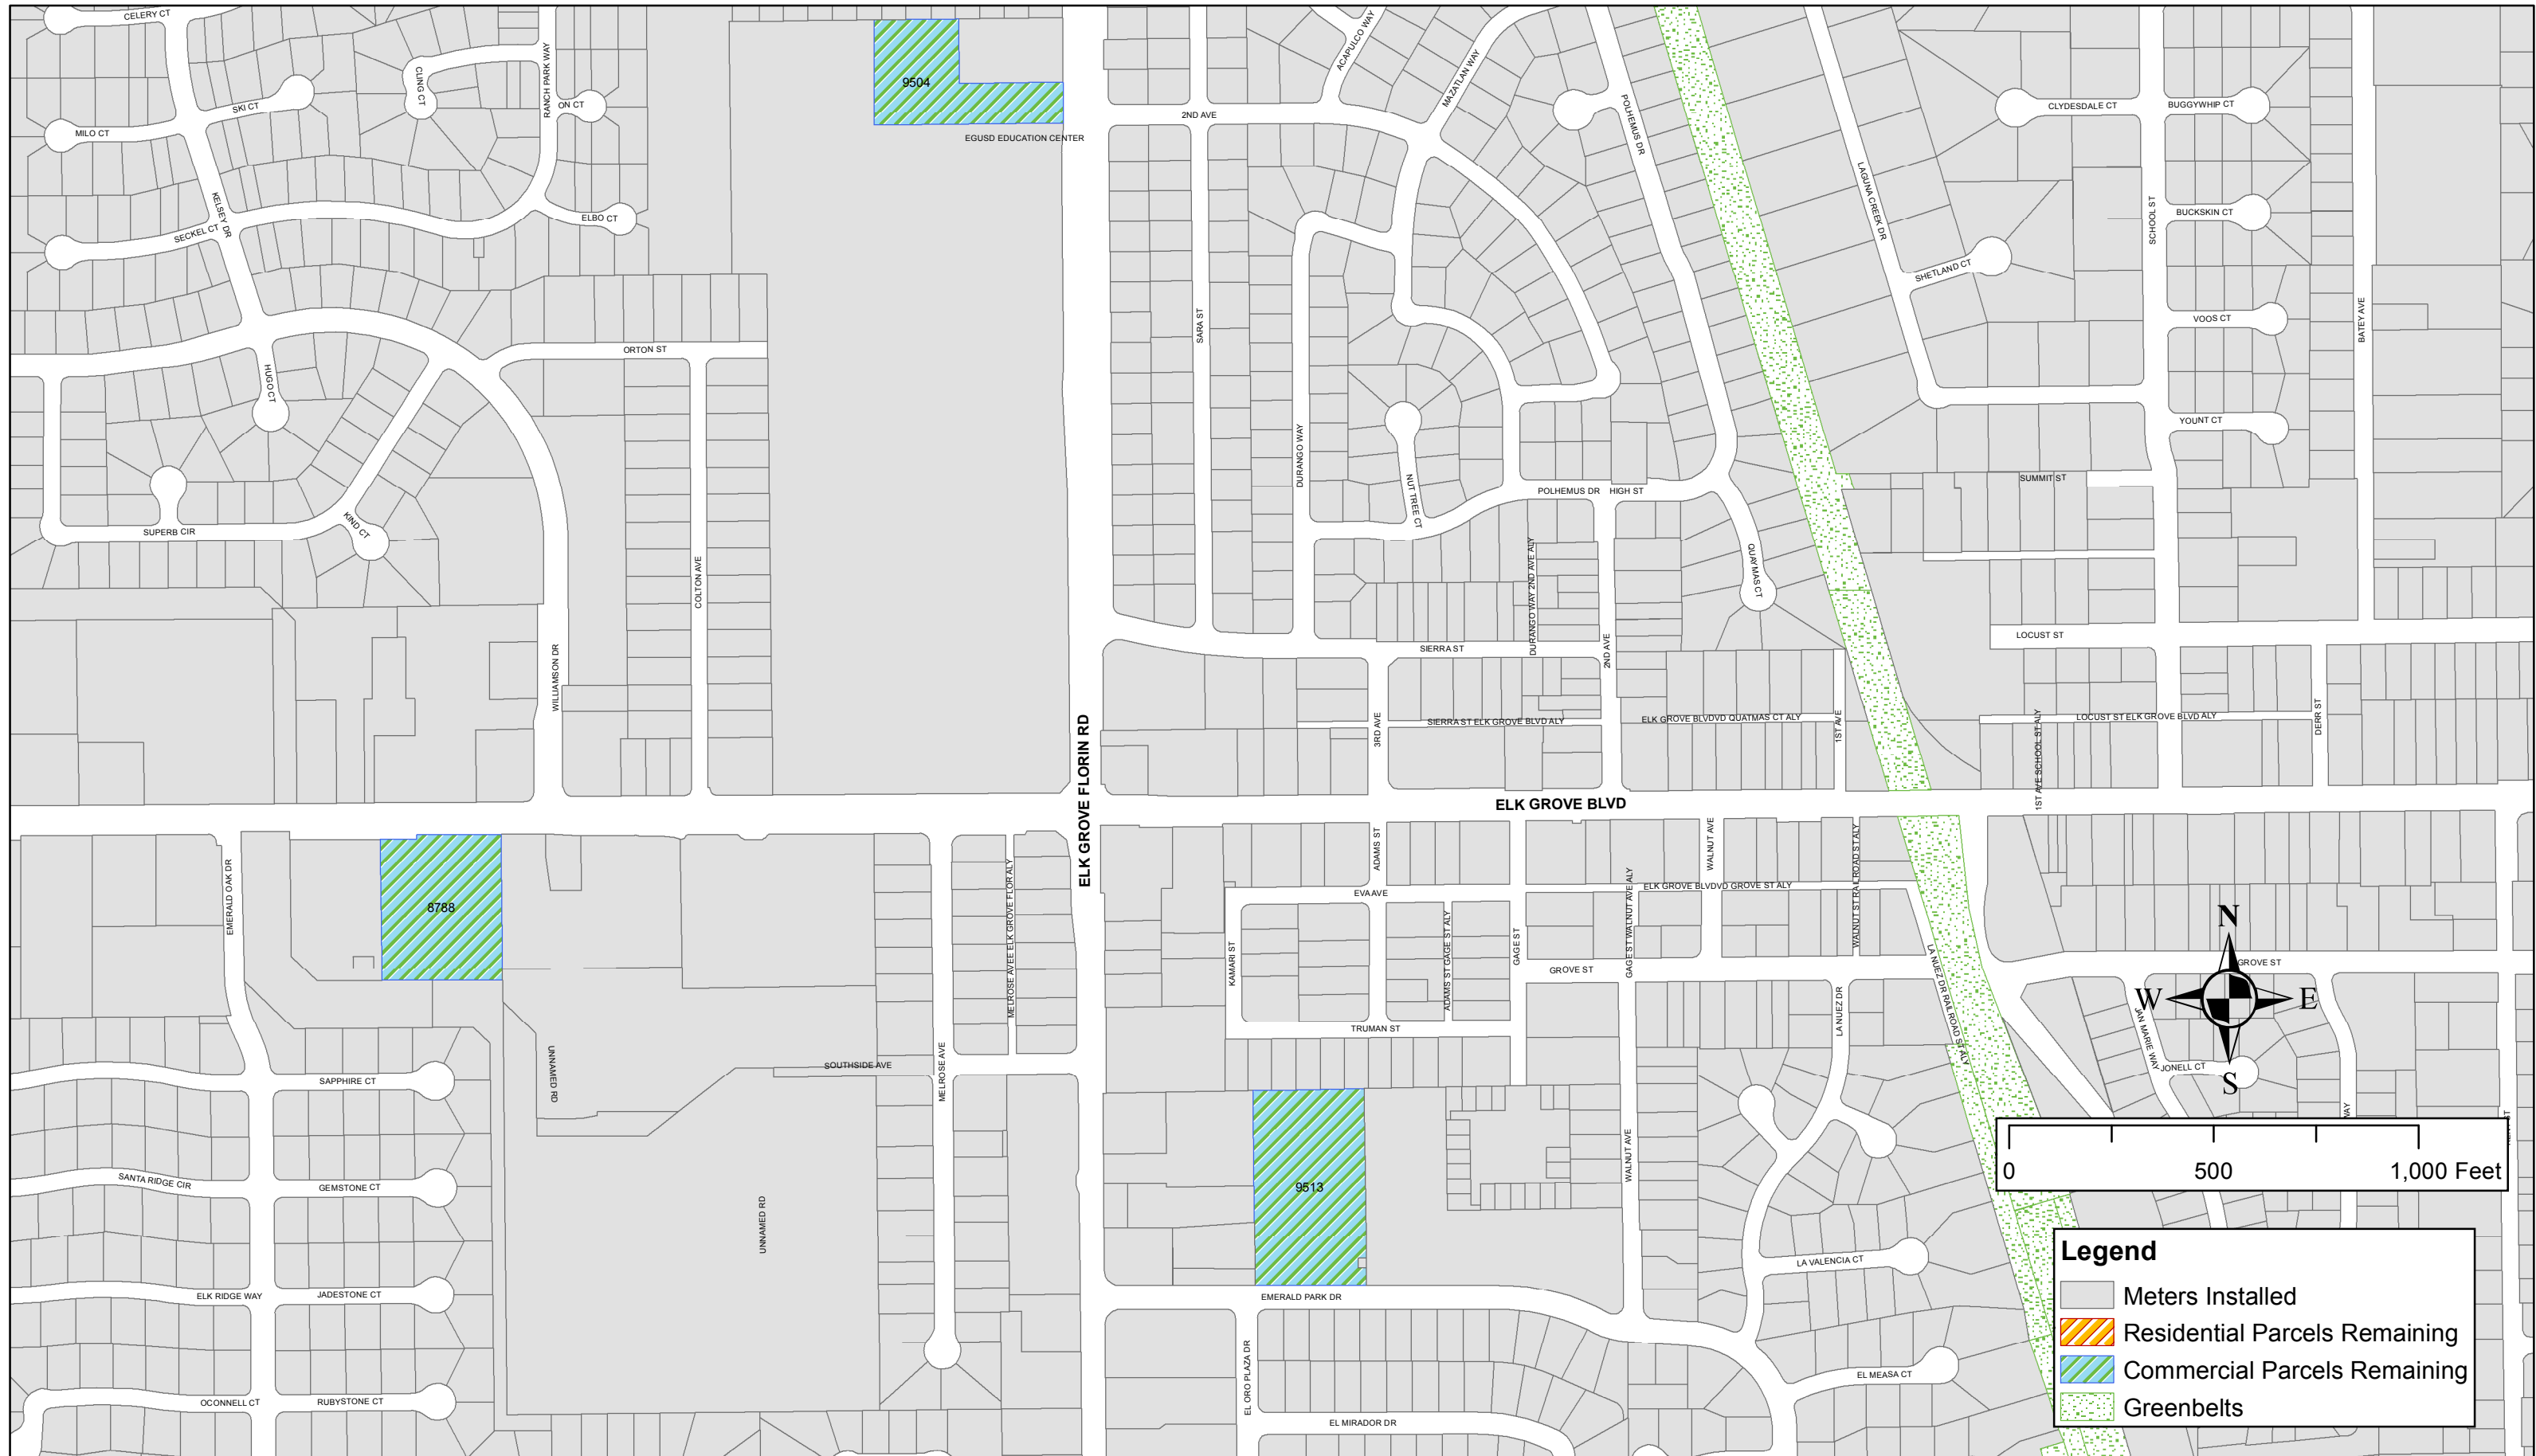 CELERY CT
SKI CT
CLING CT
RANCH PARK WAY
ON CT
MILO CT
KELSEY DR
SECKEL CT
ELBO CT
9504
EGUSD EDUCATION CENTER
2ND AVE
ACAPULCO WAY
MAZATLAN WAY
POLHEMUS DR
LAGUNA CREEK DR
CLYDESDALE CT
BUGGYWHIP CT
SCHOOL ST
BUCKSKIN CT
SHETLAND CT
VOOS CT
BATEY AVE
YOUNT CT
SARA ST
ORTON ST
HUGO CT
DURANGO WAY
NUT TREE CT
POLHEMUS DR
HIGH ST
SUMMIT ST
SUPERB CIR
KIND CT
COLTON AVE
WILLIAMSON DR
QUAYMAS CT
DURANGO WAY 2ND AVE ALY
2ND AVE
SIERRA ST
LOCUST ST
3RD AVE
SIERRA ST ELK GROVE BLVD ALY
ELK GROVE BLVDVD QUATMAS CT ALY
1ST AVE
LOCUST ST ELK GROVE BLVD ALY
1ST AVE SCHOOL ST ALY
DERR ST
ELK GROVE FLORIN RD
ELK GROVE BLVD
EMERALD OAK DR
8788
MELROSE AVEE ELK GROVE FLOR ALY
ADAMS ST
WALNUT AVE
EVA AVE
ELK GROVE BLVDVD GROVE ST ALY
WALNUT ST RAILROAD ST ALY
GAGE ST WALNUT AVE ALY
KAMARI ST
ADAMS ST GAGE ST ALY
GAGE ST
GROVE ST
TRUMAN ST
LA NUEZ DR
LA NUEZ DR RAILROAD ST ALY
GROVE ST
JAN MARIE WAY
JONELL CT
N
W
E
S
UNNAMED RD
SOUTHSIDE AVE
MELROSE AVE
SAPPHIRE CT
SANTA RIDGE CIR
GEMSTONE CT
UNNAMED RD
9513
WALNUT AVE
WAY
0
500
1,000 Feet
LA VALENCIA CT
ELK RIDGE WAY
JADESTONE CT
EMERALD PARK DR
EL ORO PLAZA DR
EL MEASA CT
OCONNELL CT
RUBYSTONE CT
EL MIRADOR DR
Legend
Meters Installed
Residential Parcels Remaining
Commercial Parcels Remaining
Greenbelts